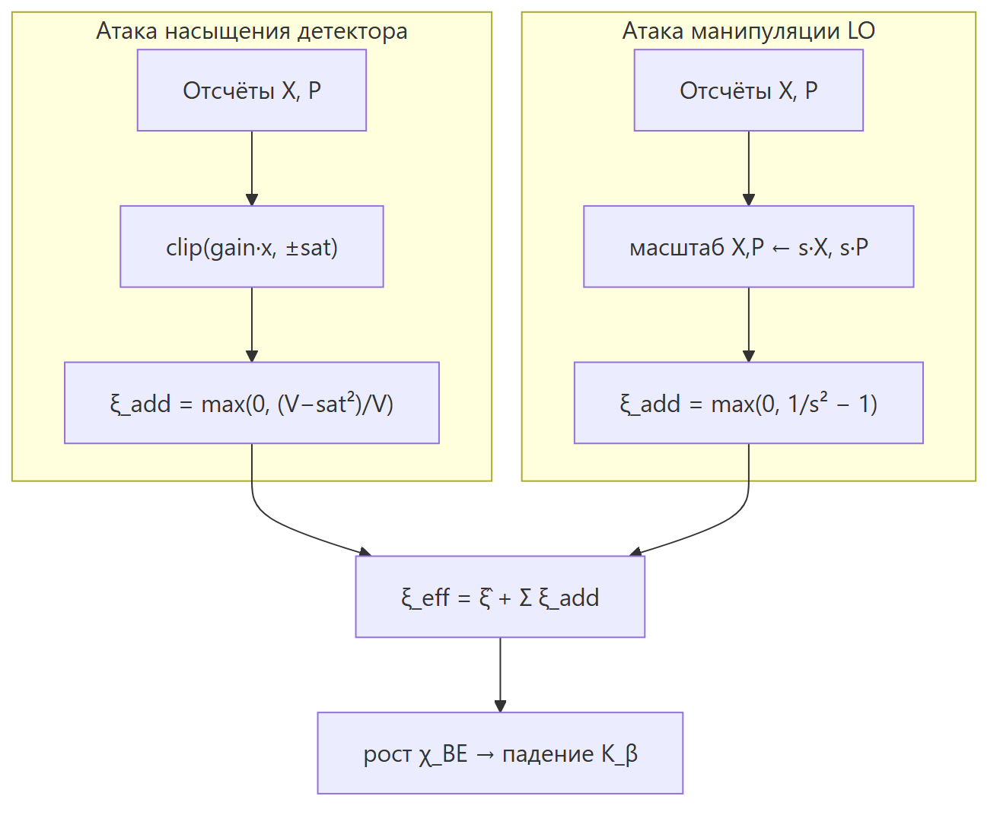 Атака насыщения детектора
Отсчёты X, P
clip(gain·x, ±sat)
ξ_add = max(0, (V−sat²)/V)
Атака манипуляции LO
Отсчёты X, P
масштаб X,P ← s·X, s·P
ξ_add = max(0, 1/s² − 1)
ξ_eff = ξ̂ + Σ ξ_add
рост χ_BE → падение K_β